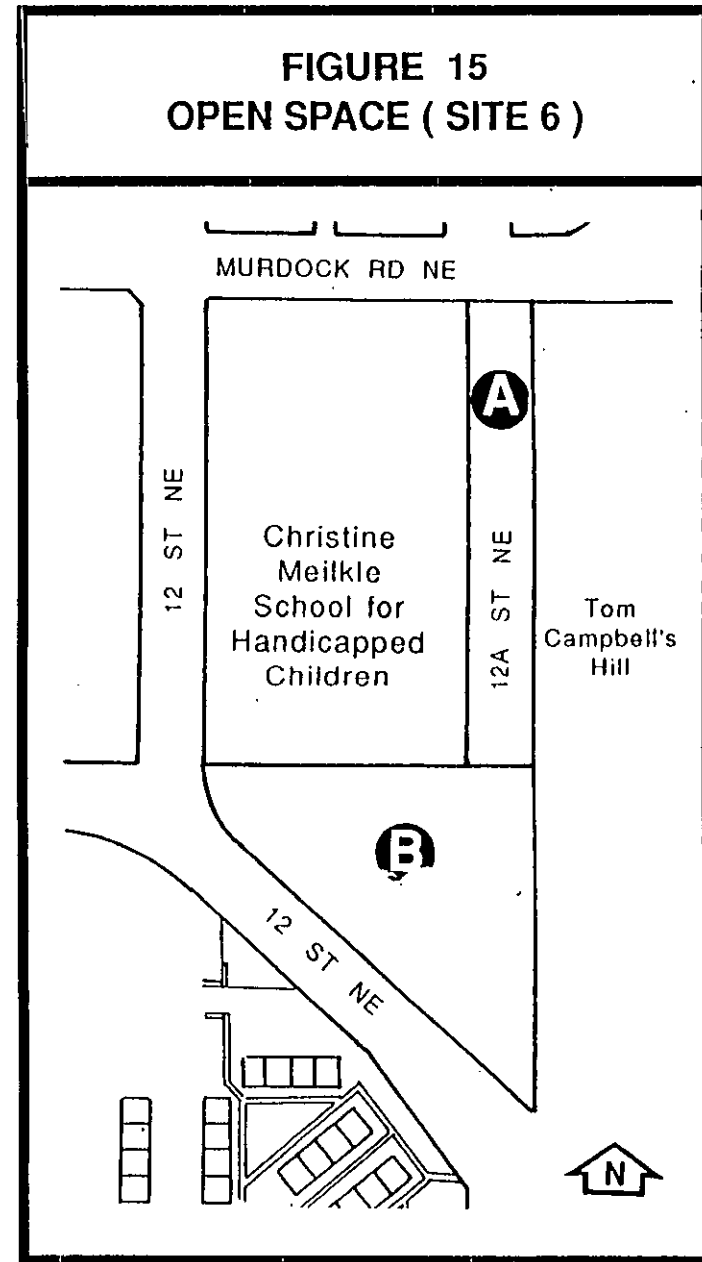 FIGURE 15
OPEN SPACE ( SITE 6 )
MURDOCK RD NE
A
12 ST NE
Christine
Meilkle
School for
Handicapped
Children
12A ST NE
Tom
Campbell's
Hill
B
12 ST NE
N